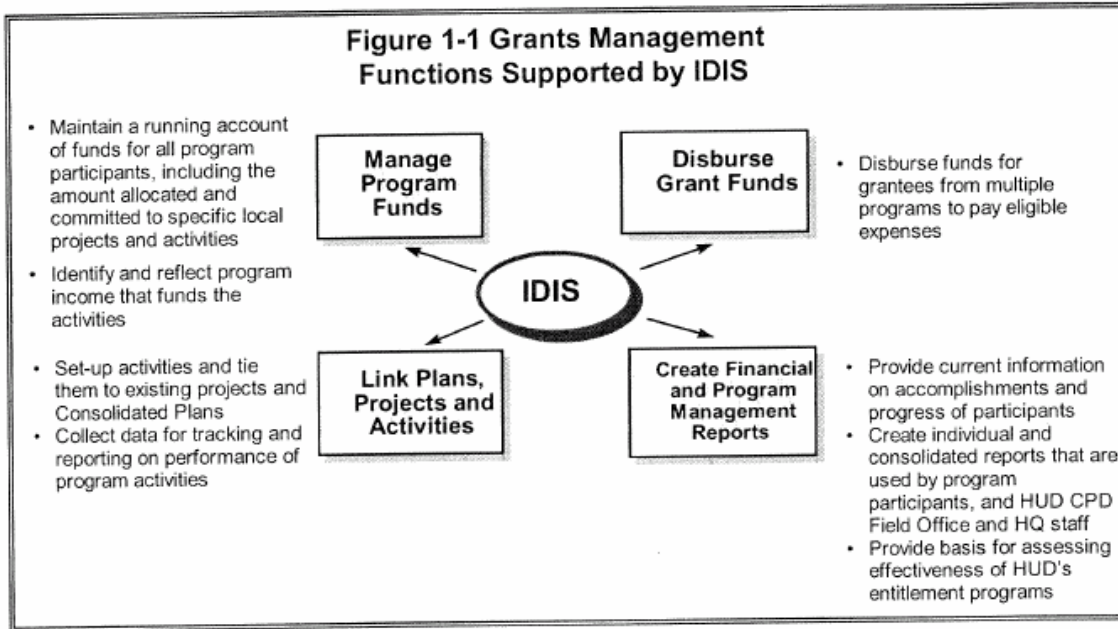 Figure 1-1 Grants Management
Functions Supported by IDIS
• Maintain a running account
of funds for all program
participants, including the
amount allocated and
committed to specific local
projects and activities
• Identify and reflect program
income that funds the
activities
Manage
Program
Funds
Disburse
Grant Funds
• Disburse funds for
grantees from multiple
programs to pay eligible
expenses
IDIS
• Set-up activities and tie
them to existing projects and
Consolidated Plans
• Collect data for tracking and
reporting on performance of
program activities
Link Plans,
Projects and
Activities
Create Financial
and Program
Management
Reports
• Provide current information
on accomplishments and
progress of participants
• Create individual and
consolidated reports that are
used by program
participants, and HUD CPD
Field Office and HQ staff
• Provide basis for assessing
effectiveness of HUD's
entitlement programs